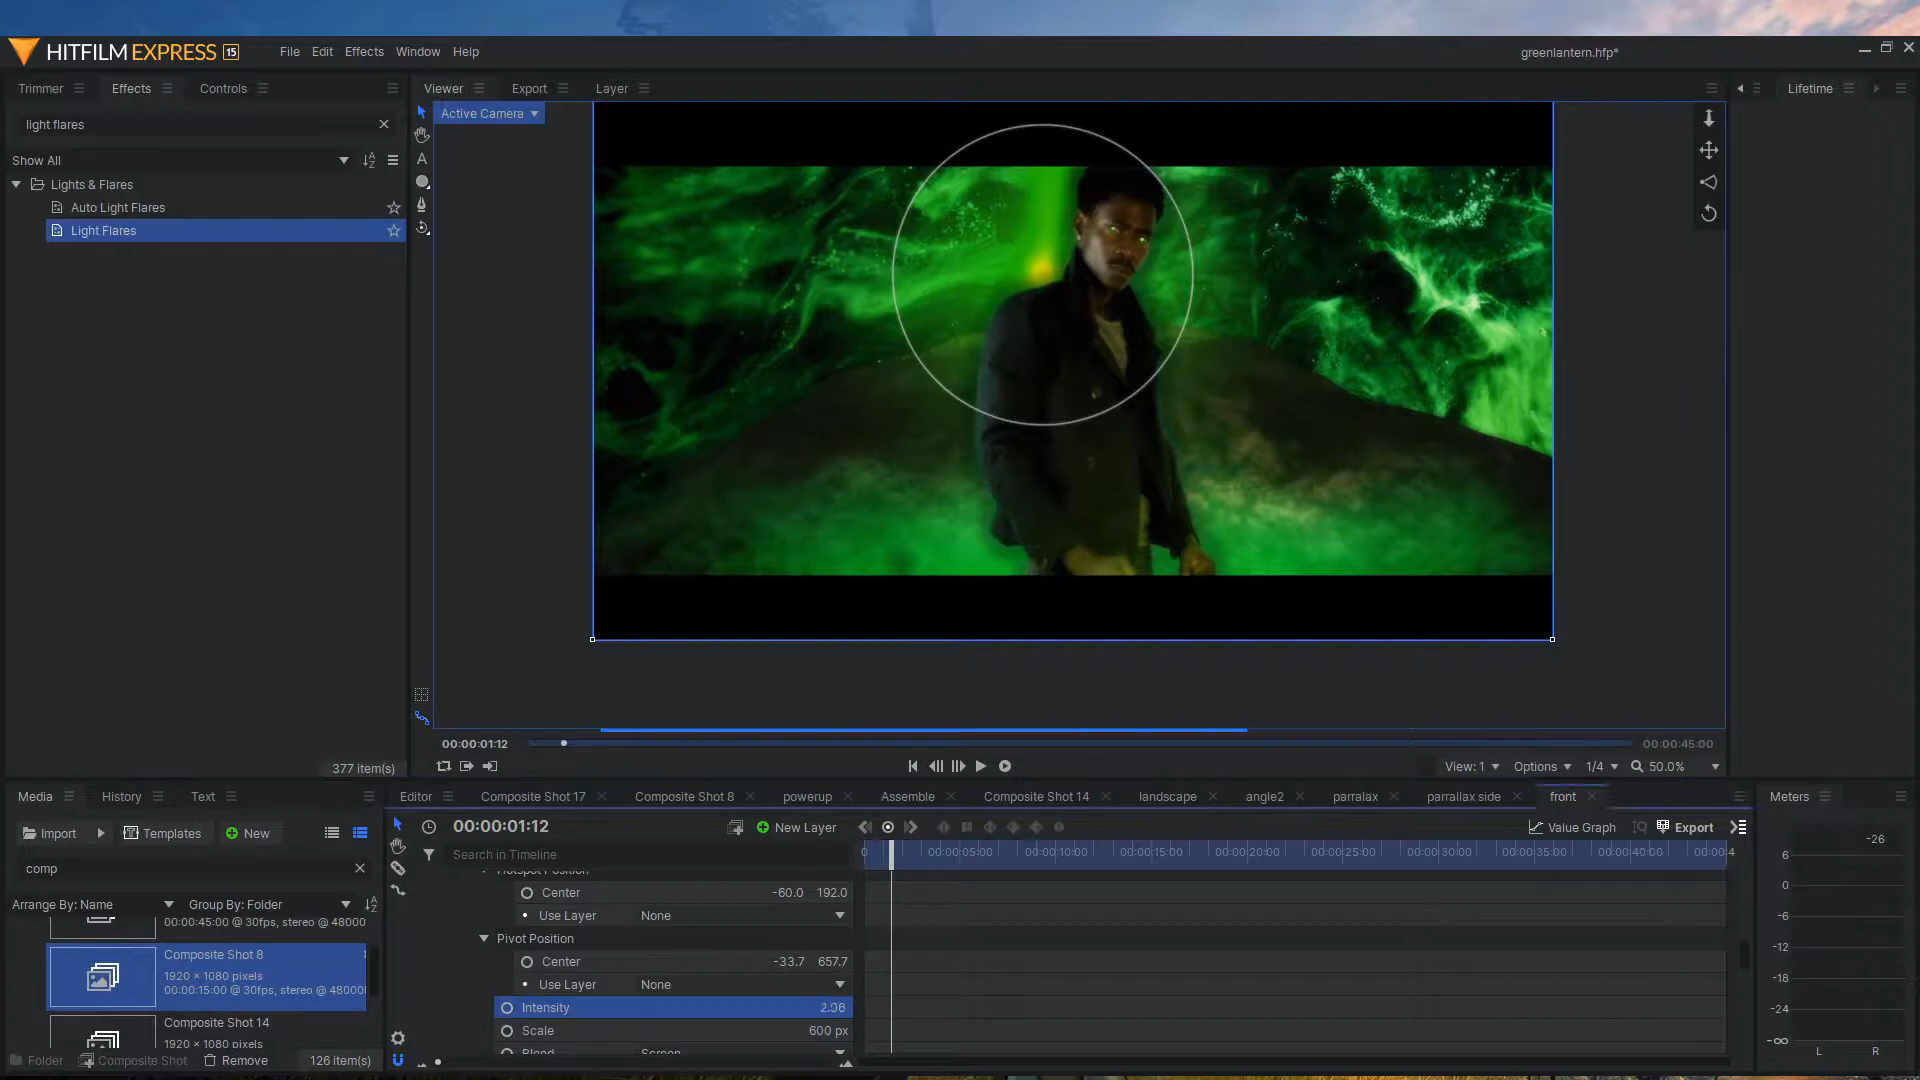 HITFILM EXPRESS 15
File Edit Effects Window Help
greenlantern.hfp*
Trimmer Effects Controls
Viewer Export Layer
Lifetime
light flares
Active Camera
Show All
Lights & Flares
Auto Light Flares
Light Flares
377 item(s)
00:00:01:12
00:00:45:00
View: 1 Options 1/4 50.0%
Media History Text
Editor Composite Shot 17 Composite Shot 8 powerup Assemble Composite Shot 14 landscape angle2 parralax parrallax side front
Meters
Import Templates New
00:00:01:12 New Layer Value Graph Export
Search in Timeline
0 00:00:05:00 00:00:10:00 00:00:15:00 00:00:20:00 00:00:25:00 00:00:30:00 00:00:35:00 00:00:40:00 00:00:4
comp
Arrange By: Name Group By: Folder
00:00:45:00 @ 30fps, stereo @ 48000
Composite Shot 8
1920 × 1080 pixels
00:00:15:00 @ 30fps, stereo @ 48000
Composite Shot 14
1920 × 1080 pixels
Folder Composite Shot Remove 126 item(s)
Hotspot Position
Center -60.0 192.0
Use Layer None
Pivot Position
Center -33.7 657.7
Use Layer None
Intensity
Scale 600 px
Blend Screen
-26
6
0
-6
-12
-18
-24
-∞
L R